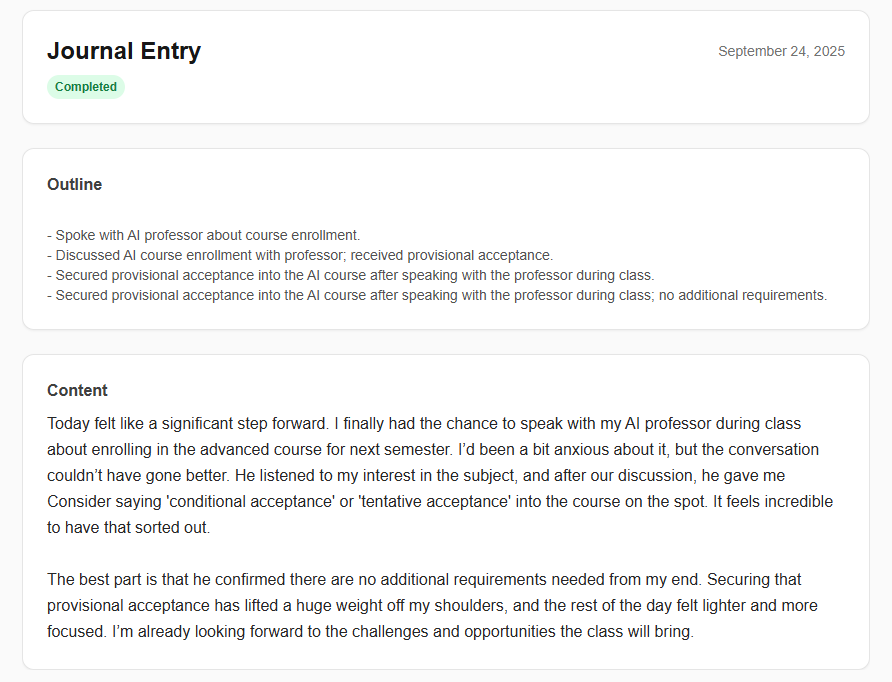 Journal Entry
September 24, 2025
Completed
Outline
- Spoke with AI professor about course enrollment.
- Discussed AI course enrollment with professor; received provisional acceptance.
- Secured provisional acceptance into the AI course after speaking with the professor during class.
- Secured provisional acceptance into the AI course after speaking with the professor during class; no additional requirements.
Content
Today felt like a significant step forward. I finally had the chance to speak with my AI professor during class
about enrolling in the advanced course for next semester. I’d been a bit anxious about it, but the conversation
couldn’t have gone better. He listened to my interest in the subject, and after our discussion, he gave me
Consider saying 'conditional acceptance' or 'tentative acceptance' into the course on the spot. It feels incredible
to have that sorted out.
The best part is that he confirmed there are no additional requirements needed from my end. Securing that
provisional acceptance has lifted a huge weight off my shoulders, and the rest of the day felt lighter and more
focused. I’m already looking forward to the challenges and opportunities the class will bring.